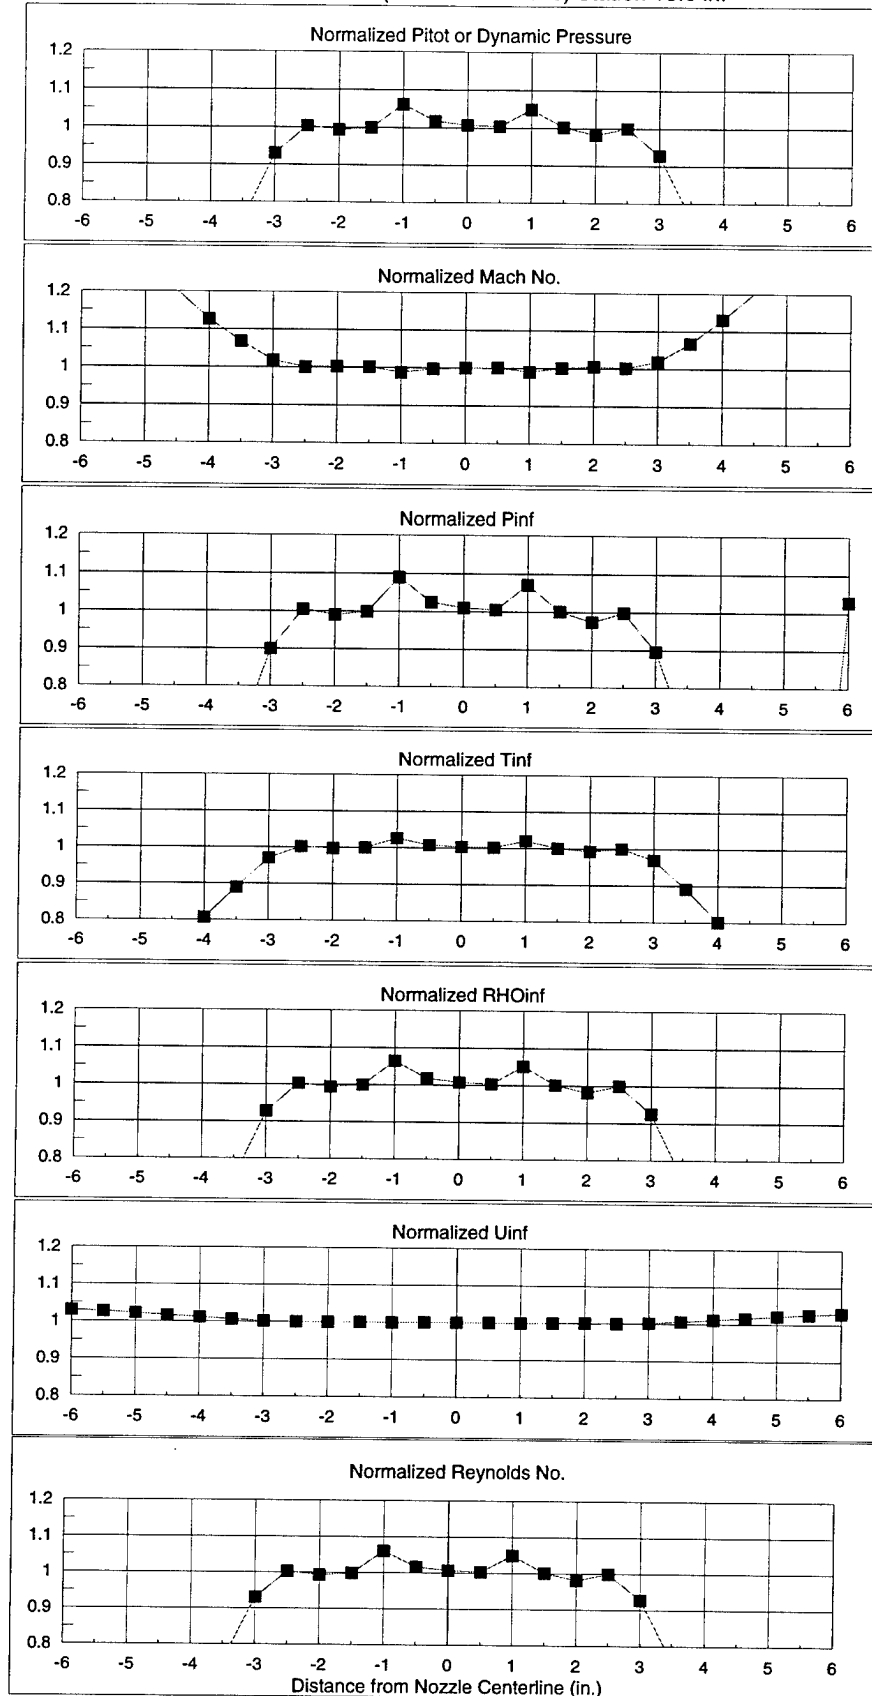 Normalized Pitot or Dynamic Pressure
1.2
1.1
1
0.9
0.8
-6 -5 -4 -3 -2 -1 0 1 2 3 4 5 6
Normalized Mach No.
1.2
1.1
1
0.9
0.8
-6 -5 -4 -3 -2 -1 0 1 2 3 4 5 6
Normalized Pinf
1.2
1.1
1
0.9
0.8
-6 -5 -4 -3 -2 -1 0 1 2 3 4 5 6
Normalized Tinf
1.2
1.1
1
0.9
0.8
-6 -5 -4 -3 -2 -1 0 1 2 3 4 5 6
Normalized RHOinf
1.2
1.1
1
0.9
0.8
-6 -5 -4 -3 -2 -1 0 1 2 3 4 5 6
Normalized Uinf
1.2
1.1
1
0.9
0.8
-6 -5 -4 -3 -2 -1 0 1 2 3 4 5 6
Normalized Reynolds No.
1.2
1.1
1
0.9
0.8
-6 -5 -4 -3 -2 -1 0 1 2 3 4 5 6
Distance from Nozzle Centerline (in.)